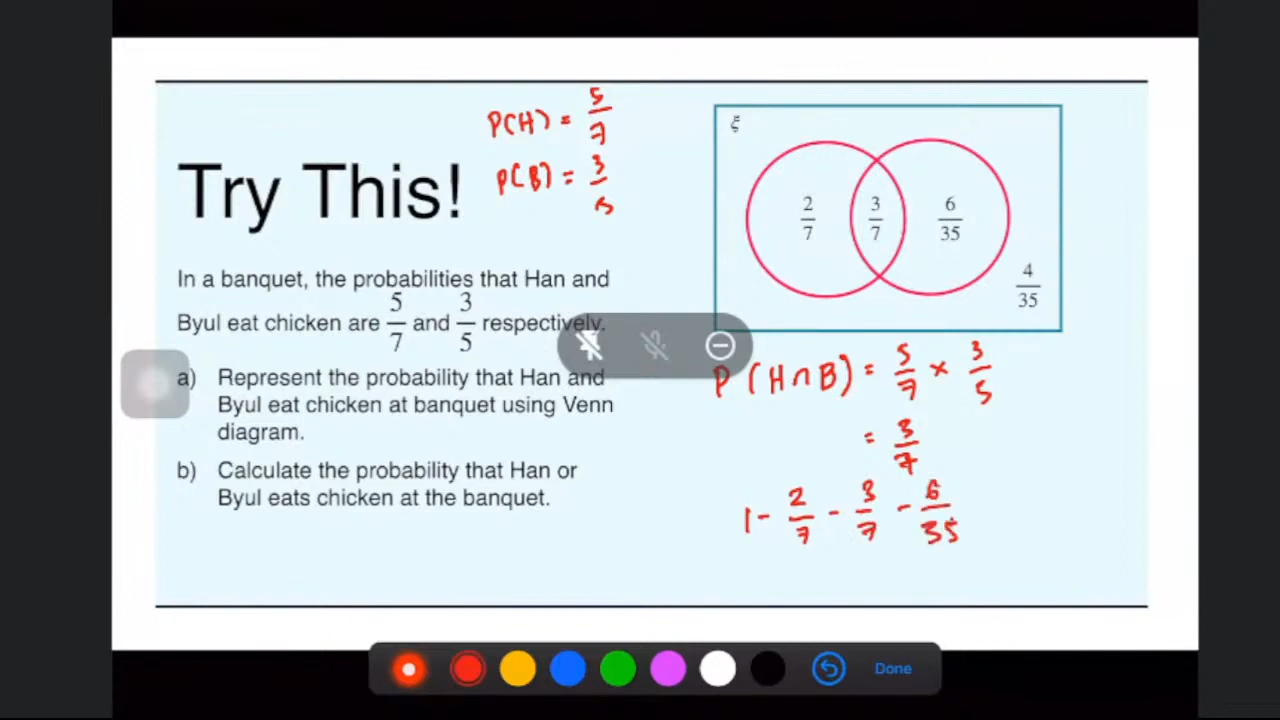 P(H) = 5/7
P(B) = 3/5
Try This!
In a banquet, the probabilities that Han and
Byul eat chicken are 5/7 and 3/5 respectively.
a) Represent the probability that Han and
Byul eat chicken at banquet using Venn
diagram.
b) Calculate the probability that Han or
Byul eats chicken at the banquet.
ξ
2/7 3/7 6/35
4/35
P (H ∩ B) = 5/7 × 3/5
= 3/7
1 - 2/7 - 3/7 - 6/35
Done